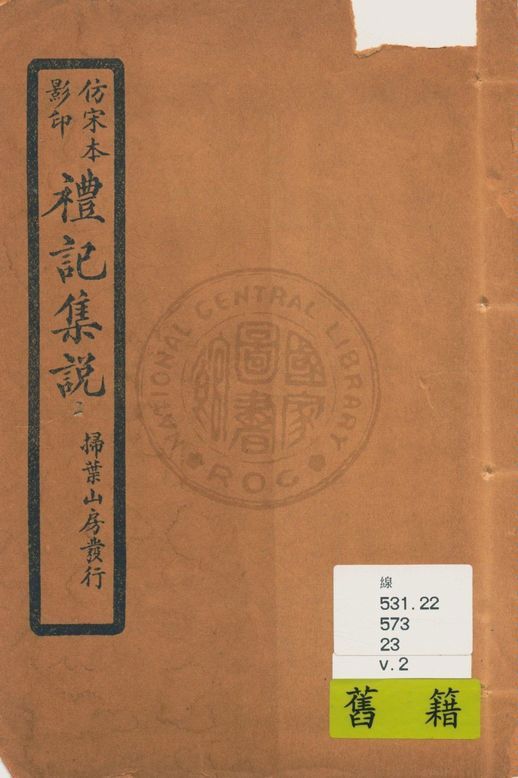 仿宋本
影印
禮記集説
二
掃葉山房發行
NATIONAL CENTRAL LIBRARY
國家圖書館
ROC
線
531.22
573
23
v.2
舊籍